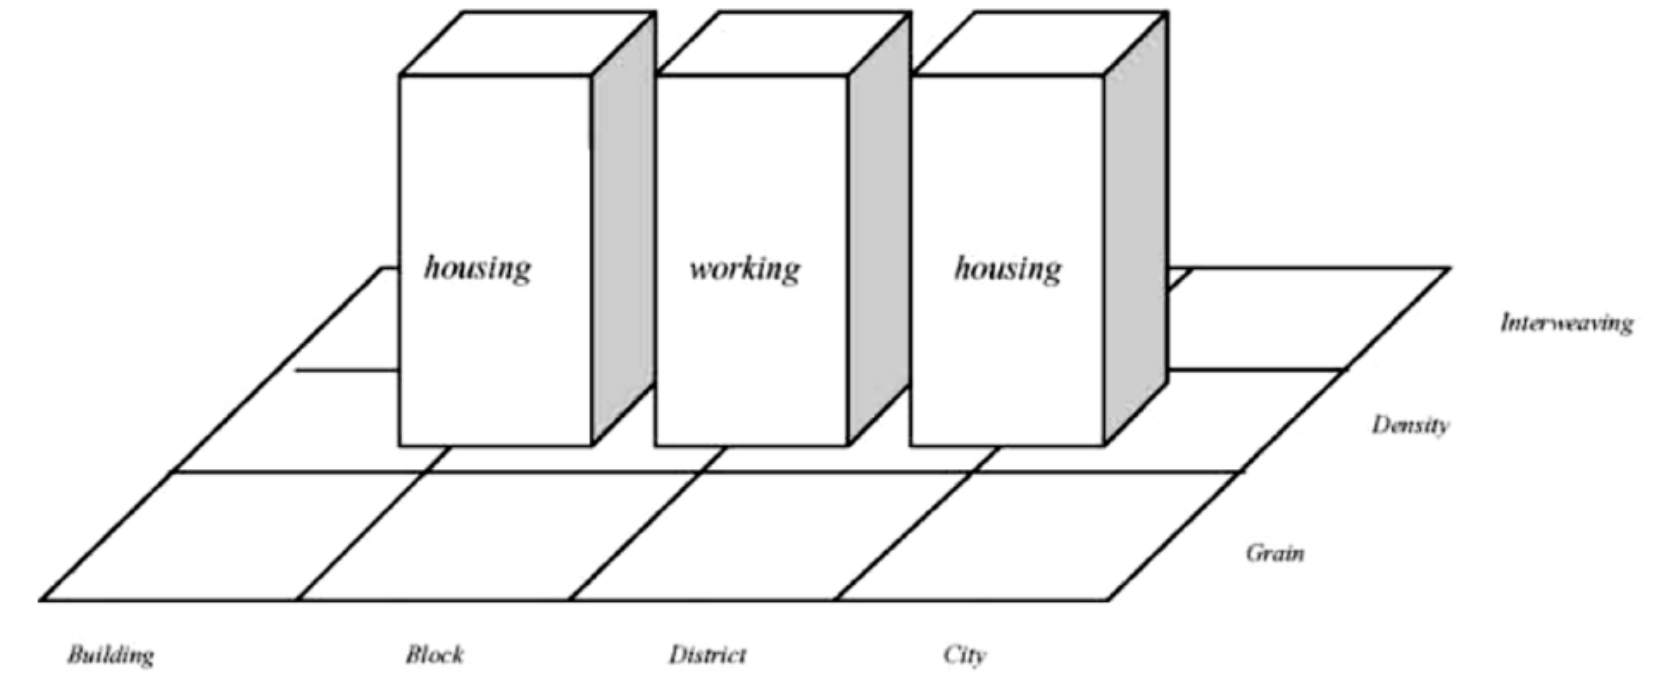 housing
working
housing
Interweaving
Density
Grain
Building
Block
District
City